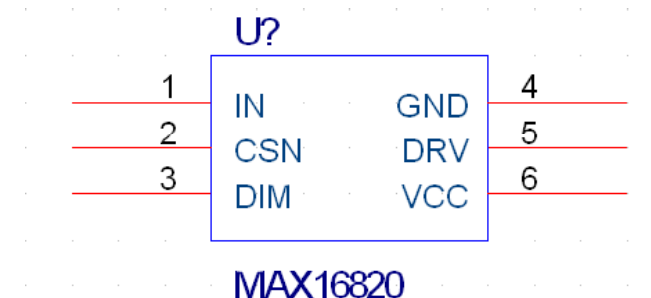 U?
1 IN GND 4
2 CSN DRV 5
3 DIM VCC 6
MAX16820